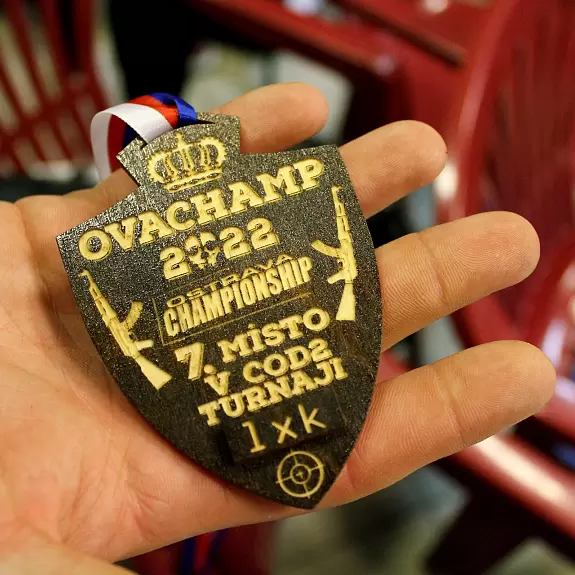 OVACHAMP
2022
OSTRAVA
CHAMPIONSHIP
7. MÍSTO
V COD2
TURNAJI
1xk